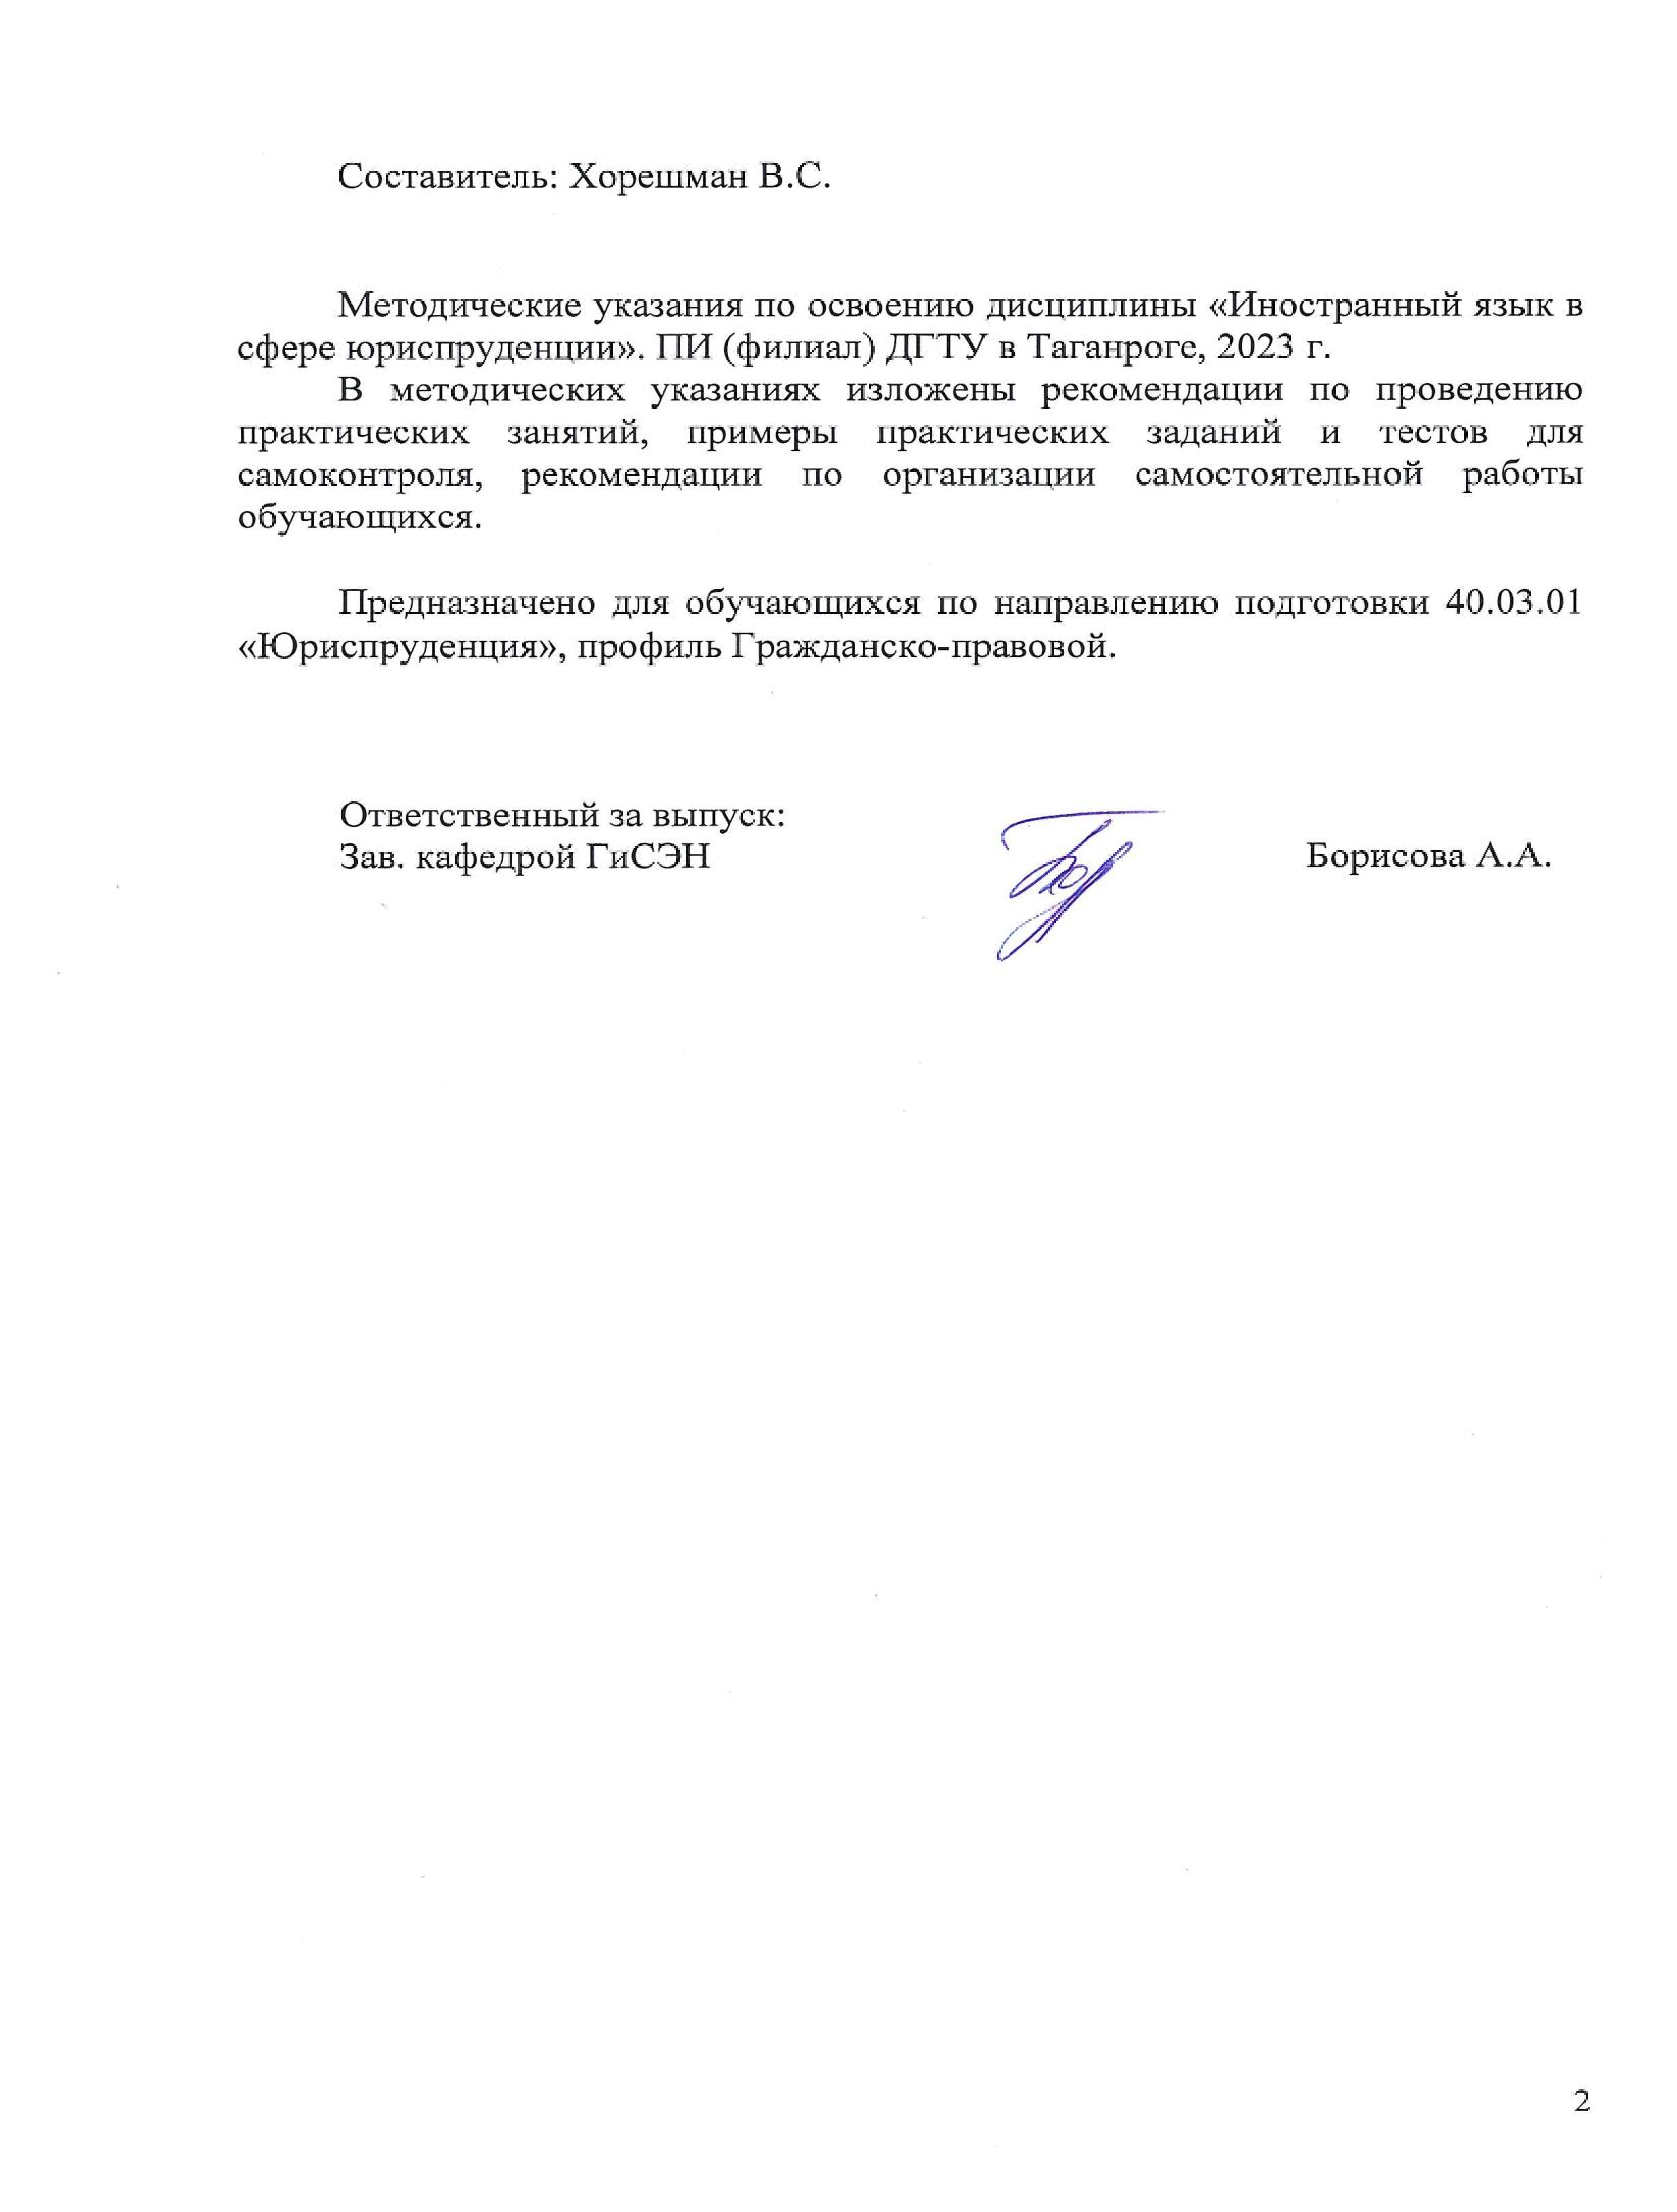 Составитель: Хорешман В.С.
Методические указания по освоению дисциплины «Иностранный язык в
сфере юриспруденции». ПИ (филиал) ДГТУ в Таганроге, 2023 г.
В методических указаниях изложены рекомендации по проведению
практических занятий, примеры практических заданий и тестов для
самоконтроля, рекомендации по организации самостоятельной работы
обучающихся.
Предназначено для обучающихся по направлению подготовки 40.03.01
«Юриспруденция», профиль Гражданско-правовой.
Ответственный за выпуск:
Зав. кафедрой ГиСЭН Борисова А.А.
2